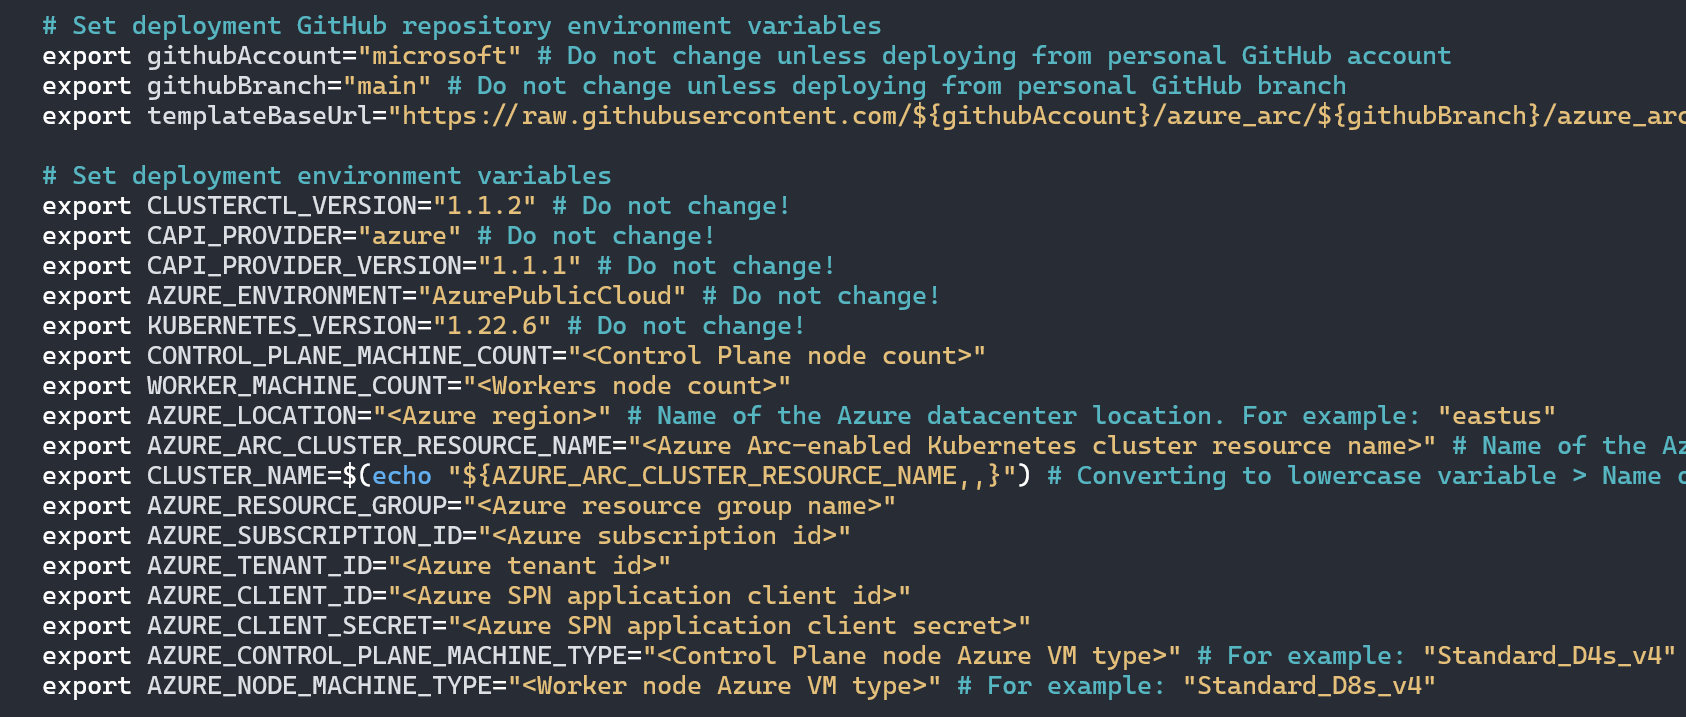 # Set deployment GitHub repository environment variables
export githubAccount="microsoft" # Do not change unless deploying from personal GitHub account
export githubBranch="main" # Do not change unless deploying from personal GitHub branch
export templateBaseUrl="https://raw.githubusercontent.com/${githubAccount}/azure_arc/${githubBranch}/azure_arc

# Set deployment environment variables
export CLUSTERCTL_VERSION="1.1.2" # Do not change!
export CAPI_PROVIDER="azure" # Do not change!
export CAPI_PROVIDER_VERSION="1.1.1" # Do not change!
export AZURE_ENVIRONMENT="AzurePublicCloud" # Do not change!
export KUBERNETES_VERSION="1.22.6" # Do not change!
export CONTROL_PLANE_MACHINE_COUNT="<Control Plane node count>"
export WORKER_MACHINE_COUNT="<Workers node count>"
export AZURE_LOCATION="<Azure region>" # Name of the Azure datacenter location. For example: "eastus"
export AZURE_ARC_CLUSTER_RESOURCE_NAME="<Azure Arc-enabled Kubernetes cluster resource name>" # Name of the Az
export CLUSTER_NAME=$(echo "${AZURE_ARC_CLUSTER_RESOURCE_NAME,,}") # Converting to lowercase variable > Name
export AZURE_RESOURCE_GROUP="<Azure resource group name>"
export AZURE_SUBSCRIPTION_ID="<Azure subscription id>"
export AZURE_TENANT_ID="<Azure tenant id>"
export AZURE_CLIENT_ID="<Azure SPN application client id>"
export AZURE_CLIENT_SECRET="<Azure SPN application client secret>"
export AZURE_CONTROL_PLANE_MACHINE_TYPE="<Control Plane node Azure VM type>" # For example: "Standard_D4s_v4"
export AZURE_NODE_MACHINE_TYPE="<Worker node Azure VM type>" # For example: "Standard_D8s_v4"